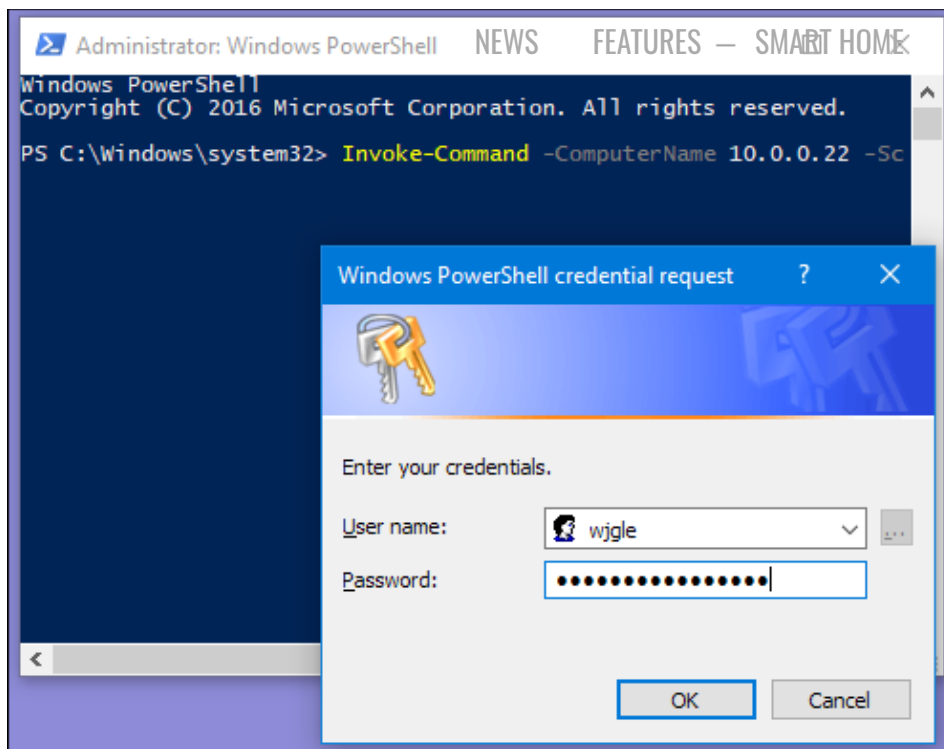 Administrator: Windows PowerShell NEWS FEATURES — SMART HOME
Windows PowerShell
Copyright (C) 2016 Microsoft Corporation. All rights reserved.
PS C:\Windows\system32> Invoke-Command -ComputerName 10.0.0.22 -Sc
Windows PowerShell credential request ?
Enter your credentials.
User name: wjgle
...
Password: ●●●●●●●●●●●●●●●●
OK Cancel